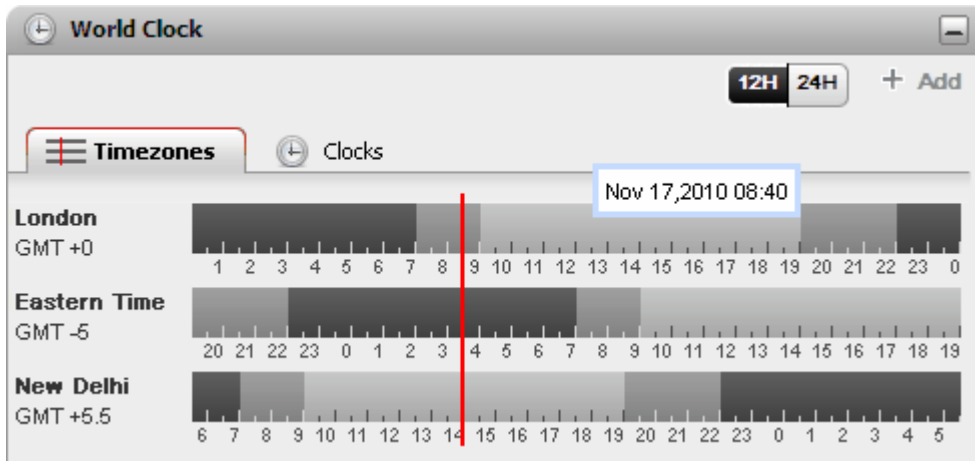 World Clock
12H 24H + Add
Timezones Clocks
Nov 17,2010 08:40
London
GMT +0
1 2 3 4 5 6 7 8 9 10 11 12 13 14 15 16 17 18 19 20 21 22 23 0
Eastern Time
GMT -5
20 21 22 23 0 1 2 3 4 5 6 7 8 9 10 11 12 13 14 15 16 17 18 19
New Delhi
GMT +5.5
6 7 8 9 10 11 12 13 14 15 16 17 18 19 20 21 22 23 0 1 2 3 4 5